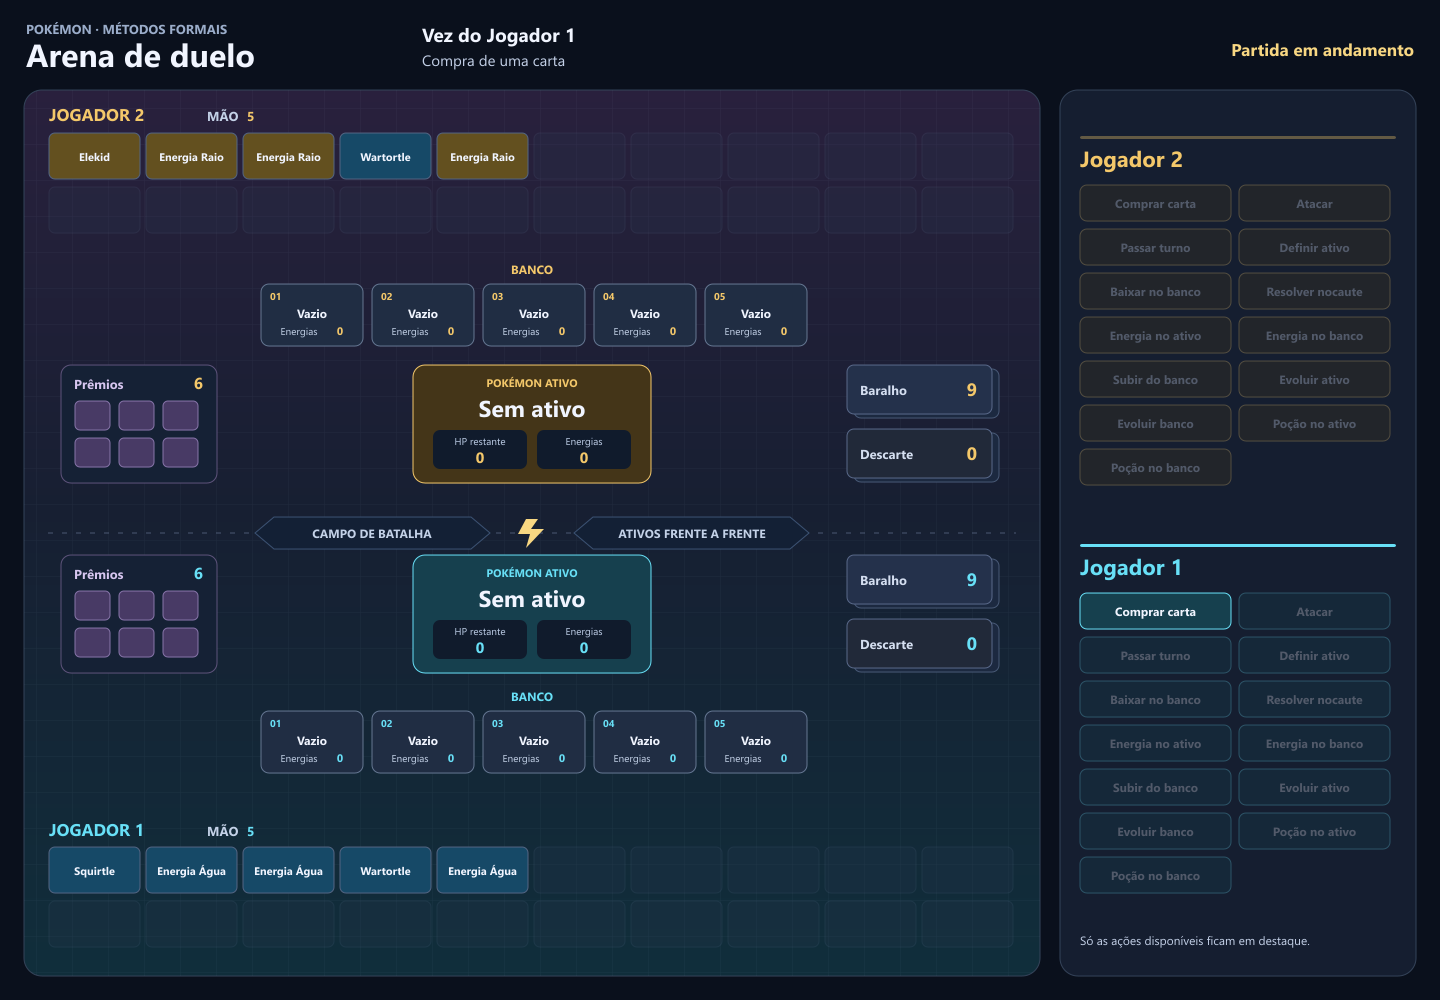 POKÉMON · MÉTODOS FORMAIS
Arena de duelo
Vez do Jogador 1
Compra de uma carta
Partida em andamento
JOGADOR 2 MÃO 5
Elekid Energia Raio Energia Raio Wartortle Energia Raio
BANCO
01 02 03 04 05
Vazio Vazio Vazio Vazio Vazio
Energias 0 Energias 0 Energias 0 Energias 0 Energias 0
Prêmios 6
POKÉMON ATIVO
Sem ativo
HP restante Energias
0 0
Baralho 9
Descarte 0
CAMPO DE BATALHA ATIVOS FRENTE A FRENTE
Prêmios 6
POKÉMON ATIVO
Sem ativo
HP restante Energias
0 0
Baralho 9
Descarte 0
BANCO
01 02 03 04 05
Vazio Vazio Vazio Vazio Vazio
Energias 0 Energias 0 Energias 0 Energias 0 Energias 0
JOGADOR 1 MÃO 5
Squirtle Energia Água Energia Água Wartortle Energia Água
Jogador 2
Comprar carta Atacar
Passar turno Definir ativo
Baixar no banco Resolver nocaute
Energia no ativo Energia no banco
Subir do banco Evoluir ativo
Evoluir banco Poção no ativo
Poção no banco
Jogador 1
Comprar carta Atacar
Passar turno Definir ativo
Baixar no banco Resolver nocaute
Energia no ativo Energia no banco
Subir do banco Evoluir ativo
Evoluir banco Poção no ativo
Poção no banco
Só as ações disponíveis ficam em destaque.